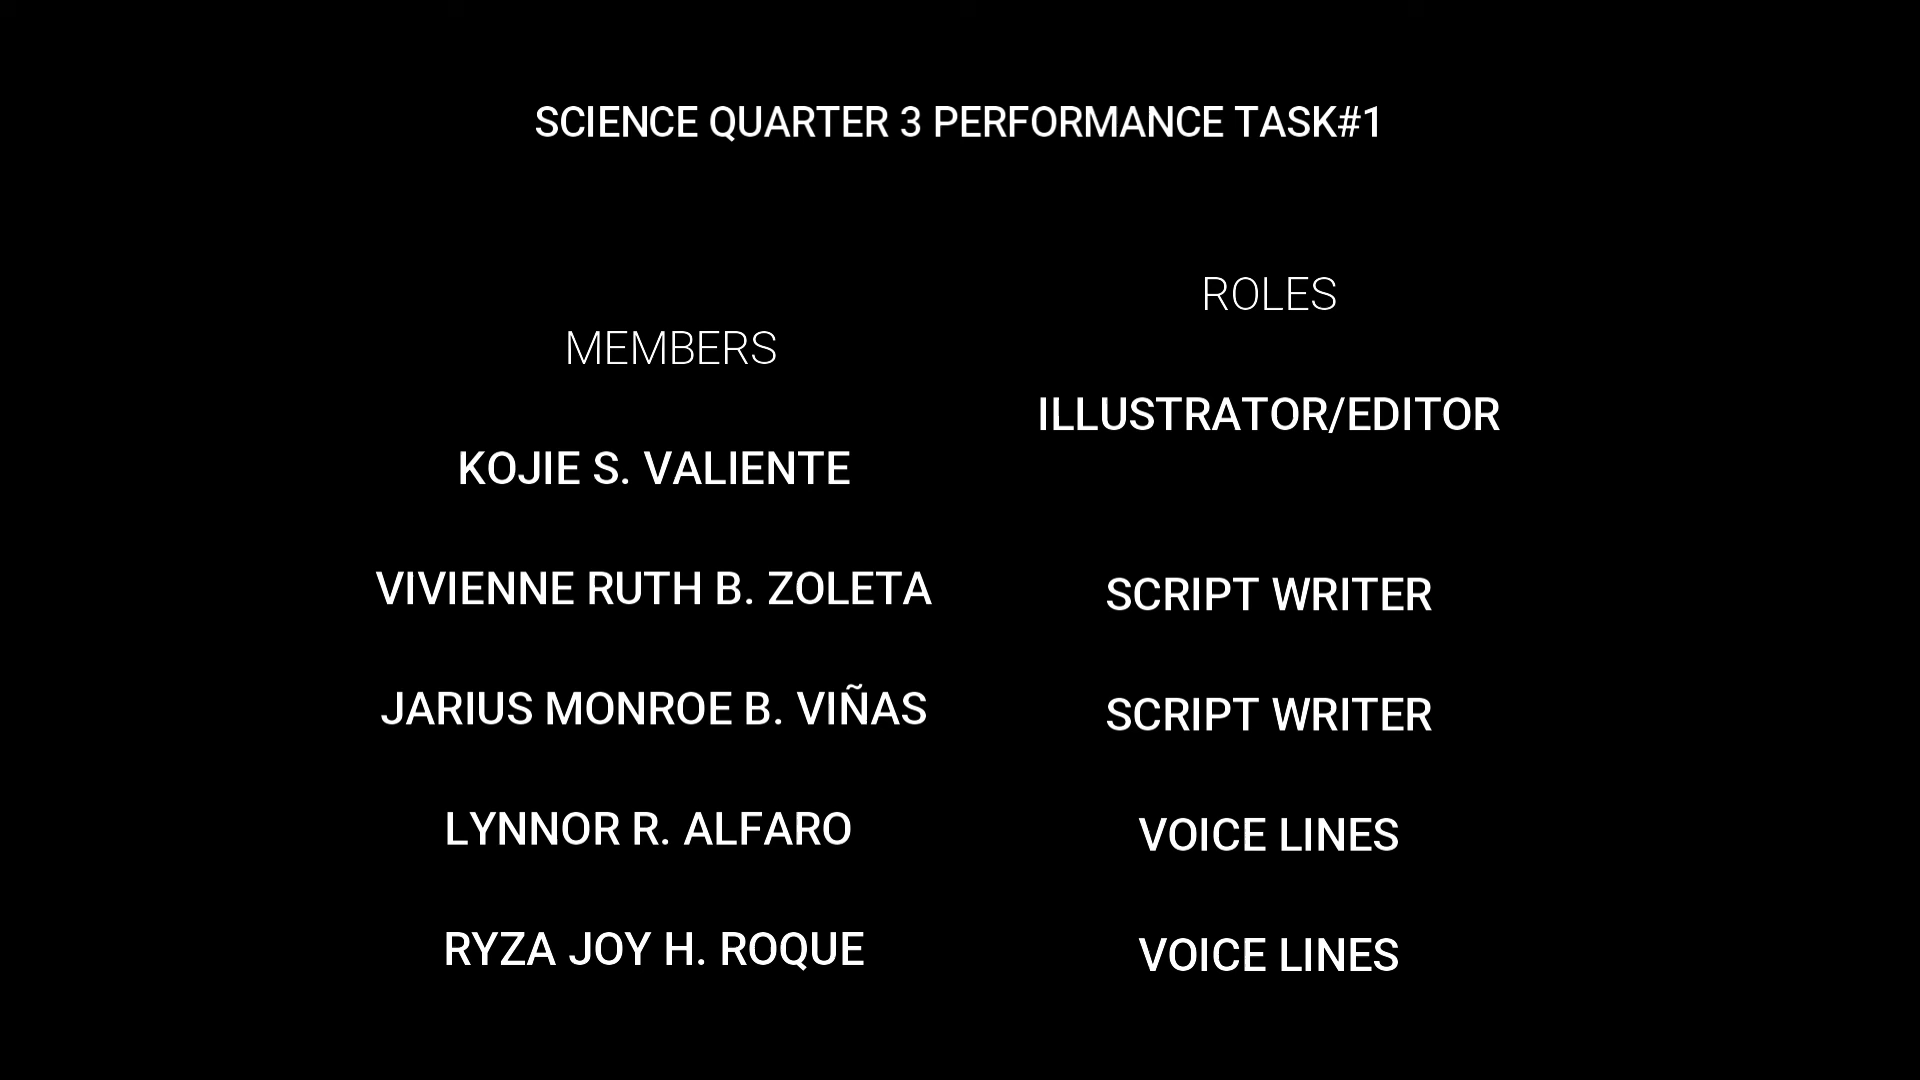 SCIENCE QUARTER 3 PERFORMANCE TASK#1
MEMBERS
KOJIE S. VALIENTE
VIVIENNE RUTH B. ZOLETA
JARIUS MONROE B. VIÑAS
LYNNOR R. ALFARO
RYZA JOY H. ROQUE
ROLES
ILLUSTRATOR/EDITOR
SCRIPT WRITER
SCRIPT WRITER
VOICE LINES
VOICE LINES